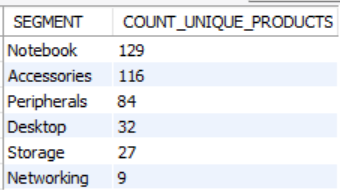 SEGMENT COUNT_UNIQUE_PRODUCTS
Notebook 129
Accessories 116
Peripherals 84
Desktop 32
Storage 27
Networking 9